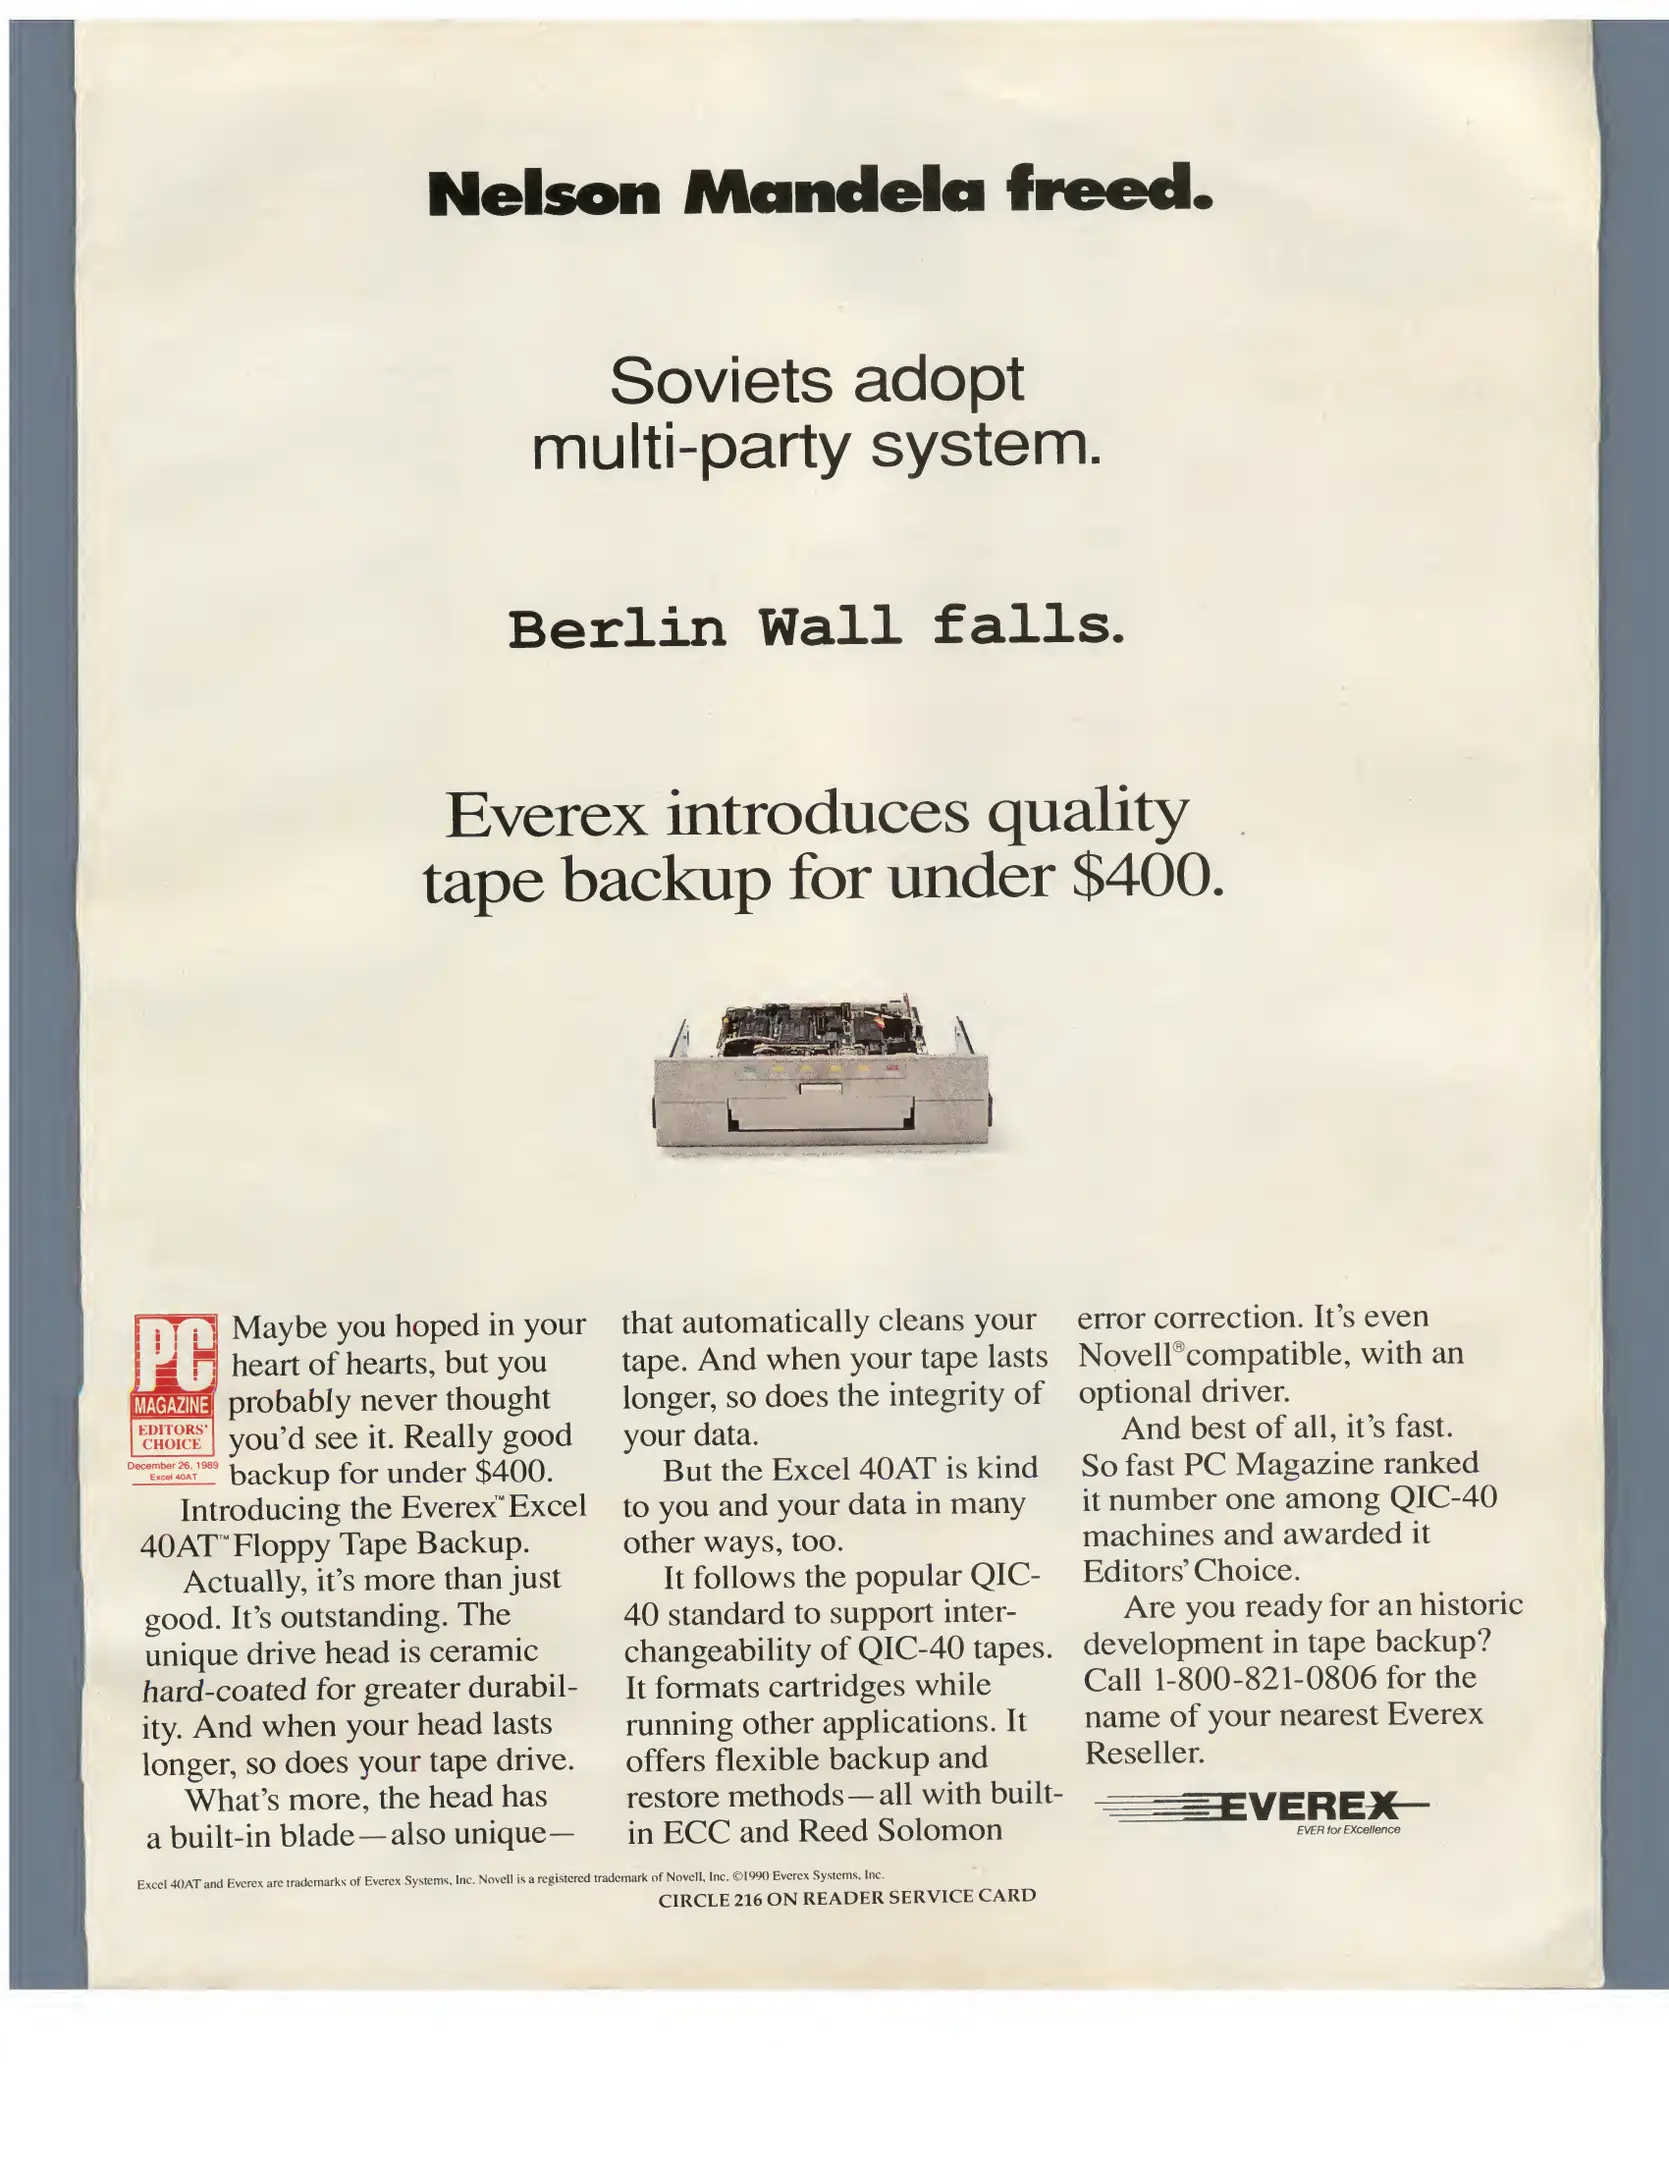 Nelson Mandela freed.
Soviets adopt
multi-party system.
Berlin Wall falls.
Everex introduces quality
tape backup for under $400.
PC
MAGAZINE
EDITORS'
CHOICE
December 26, 1989
Excel 40AT
Maybe you hoped in your
heart of hearts, but you
probably never thought
you'd see it. Really good
backup for under $400.
Introducing the Everex™ Excel
40AT™ Floppy Tape Backup.
Actually, it's more than just
good. It's outstanding. The
unique drive head is ceramic
hard-coated for greater durabil-
ity. And when your head lasts
longer, so does your tape drive.
What's more, the head has
a built-in blade—also unique—
that automatically cleans your
tape. And when your tape lasts
longer, so does the integrity of
your data.
But the Excel 40AT is kind
to you and your data in many
other ways, too.
It follows the popular QIC-
40 standard to support inter-
changeability of QIC-40 tapes.
It formats cartridges while
running other applications. It
offers flexible backup and
restore methods—all with built-
in ECC and Reed Solomon
error correction. It's even
Novell® compatible, with an
optional driver.
And best of all, it's fast.
So fast PC Magazine ranked
it number one among QIC-40
machines and awarded it
Editors' Choice.
Are you ready for an historic
development in tape backup?
Call 1-800-821-0806 for the
name of your nearest Everex
Reseller.
EVEREX
EVER for EXcellence
Excel 40AT and Everex are trademarks of Everex Systems, Inc. Novell is a registered trademark of Novell, Inc. ©1990 Everex Systems, Inc.
CIRCLE 216 ON READER SERVICE CARD